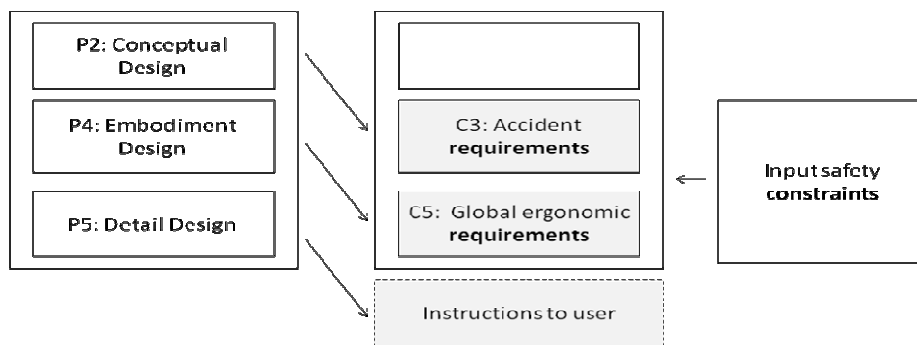 P2: Conceptual
Design
P4: Embodiment
Design
P5: Detail Design
C3: Accident
requirements
C5: Global ergonomic
requirements
Instructions to user
Input safety
constraints